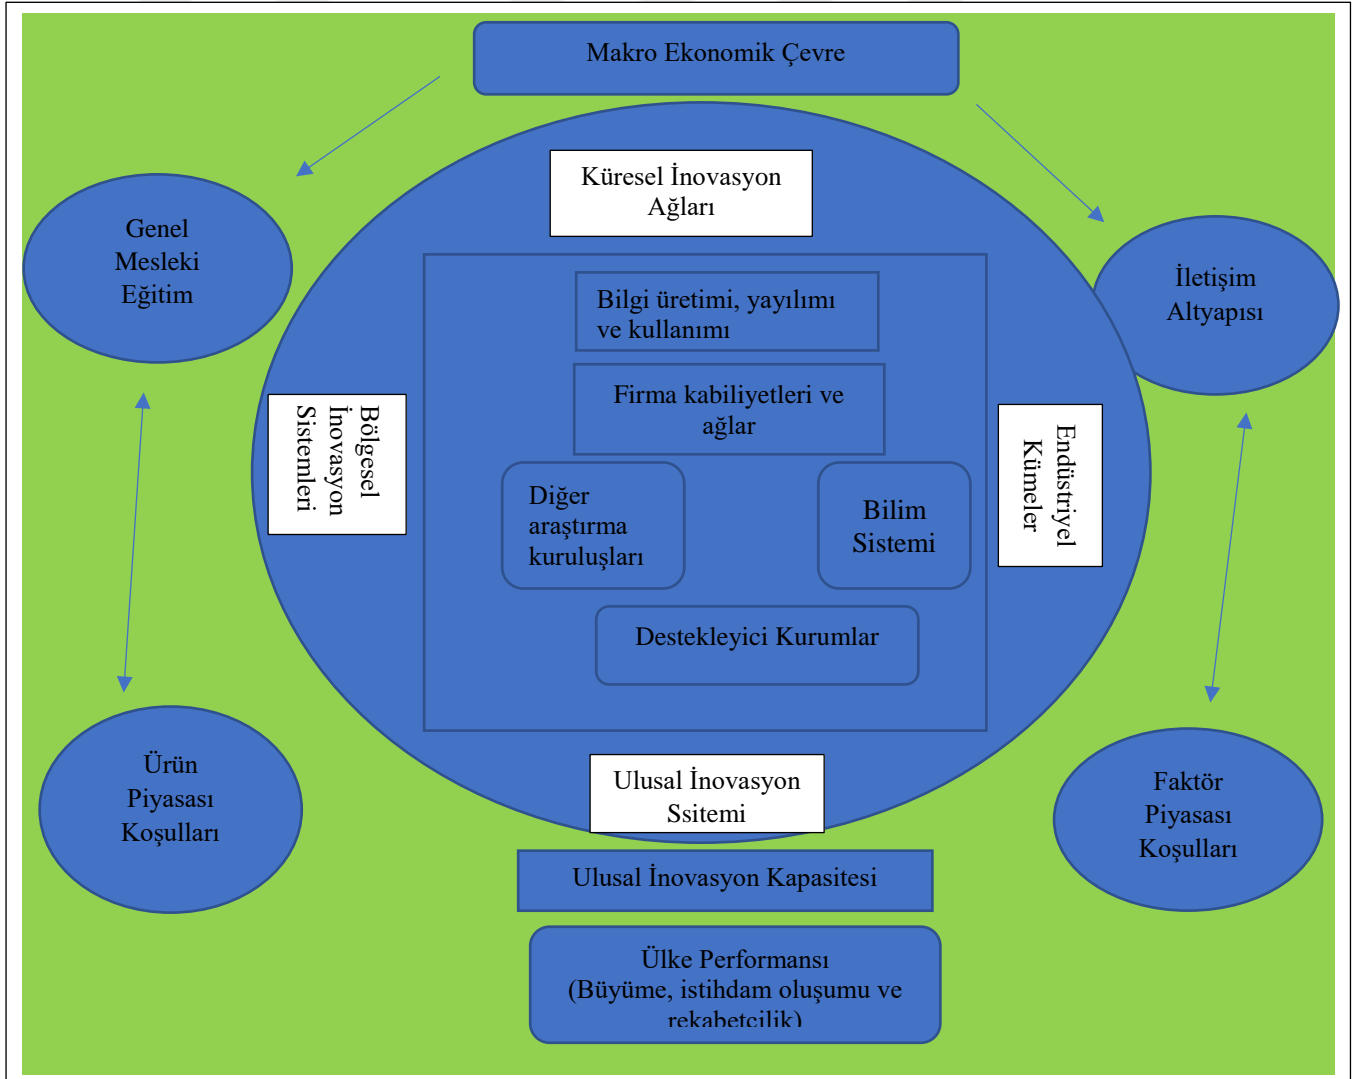 Makro Ekonomik Çevre
Küresel İnovasyon
Ağları
Genel
Mesleki
Eğitim
İletişim
Altyapısı
Bilgi üretimi, yayılımı
ve kullanımı
Firma kabiliyetleri ve
ağlar
Bölgesel
İnovasyon
Sistemleri
Endüstriyel
Kümeler
Diğer
araştırma
kuruluşları
Bilim
Sistemi
Destekleyici Kurumlar
Ürün
Piyasası
Koşulları
Ulusal İnovasyon
Ssitemi
Faktör
Piyasası
Koşulları
Ulusal İnovasyon Kapasitesi
Ülke Performansı
(Büyüme, istihdam oluşumu ve
rekabetçilik)